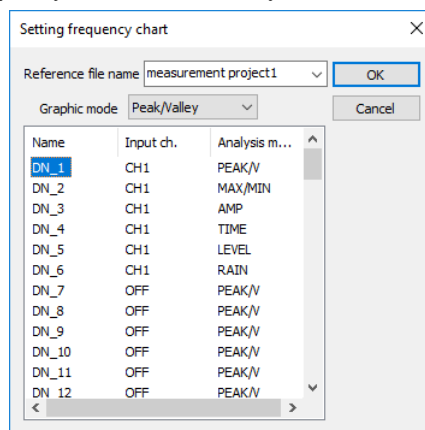 Setting frequency chart
Reference file name measurement project1 OK
Graphic mode Peak/Valley Cancel
Name Input ch. Analysis m...
DN_1 CH1 PEAK/V
DN_2 CH1 MAX/MIN
DN_3 CH1 AMP
DN_4 CH1 TIME
DN_5 CH1 LEVEL
DN_6 CH1 RAIN
DN_7 OFF PEAK/V
DN_8 OFF PEAK/V
DN_9 OFF PEAK/V
DN_10 OFF PEAK/V
DN_11 OFF PEAK/V
DN_12 OFF PEAK/V